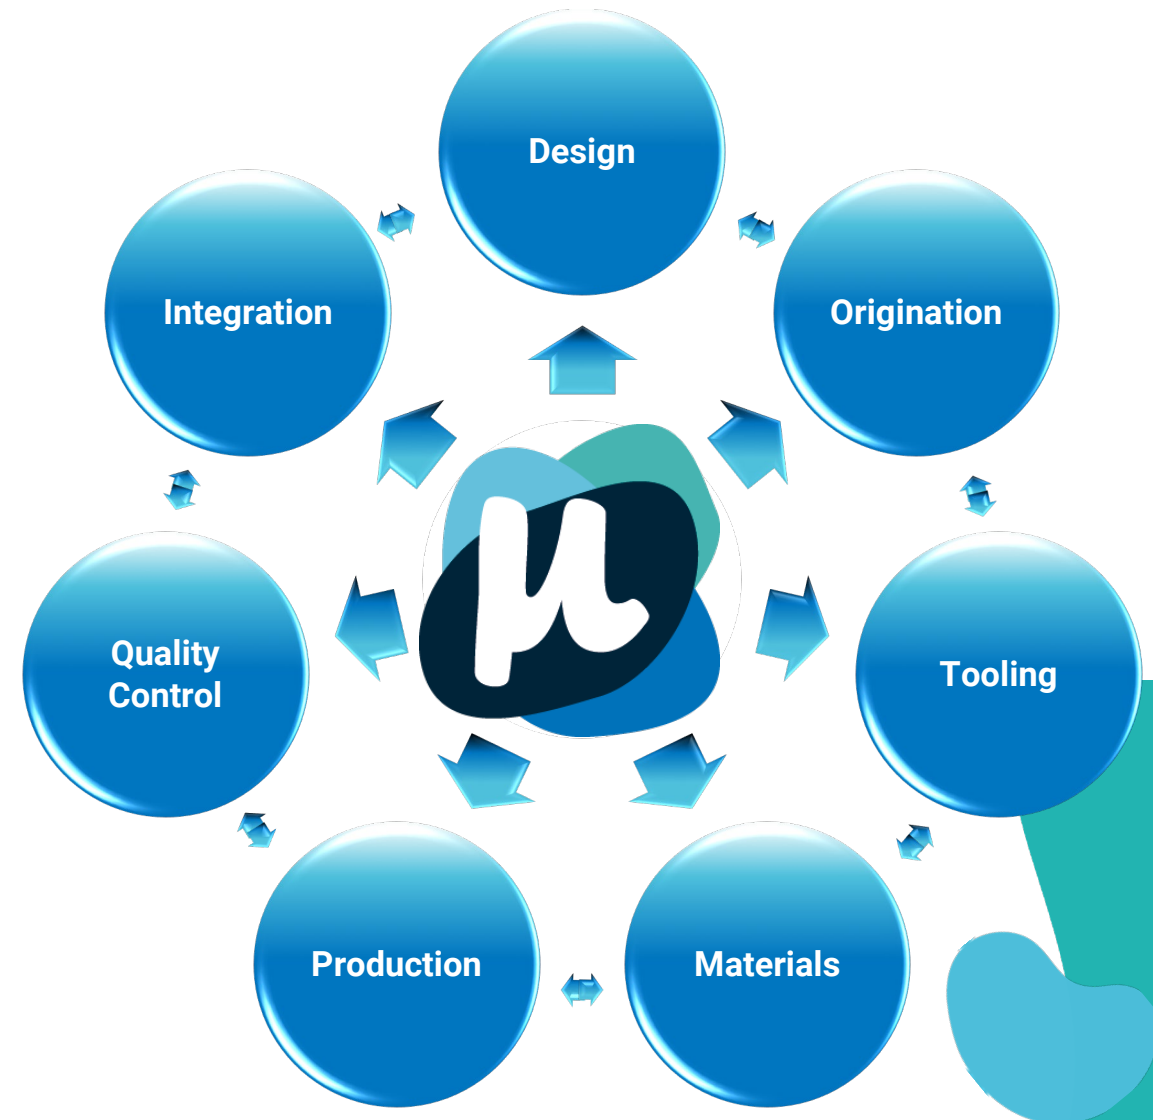 Design
Origination
Tooling
Materials
Production
Quality
Control
Integration
μ